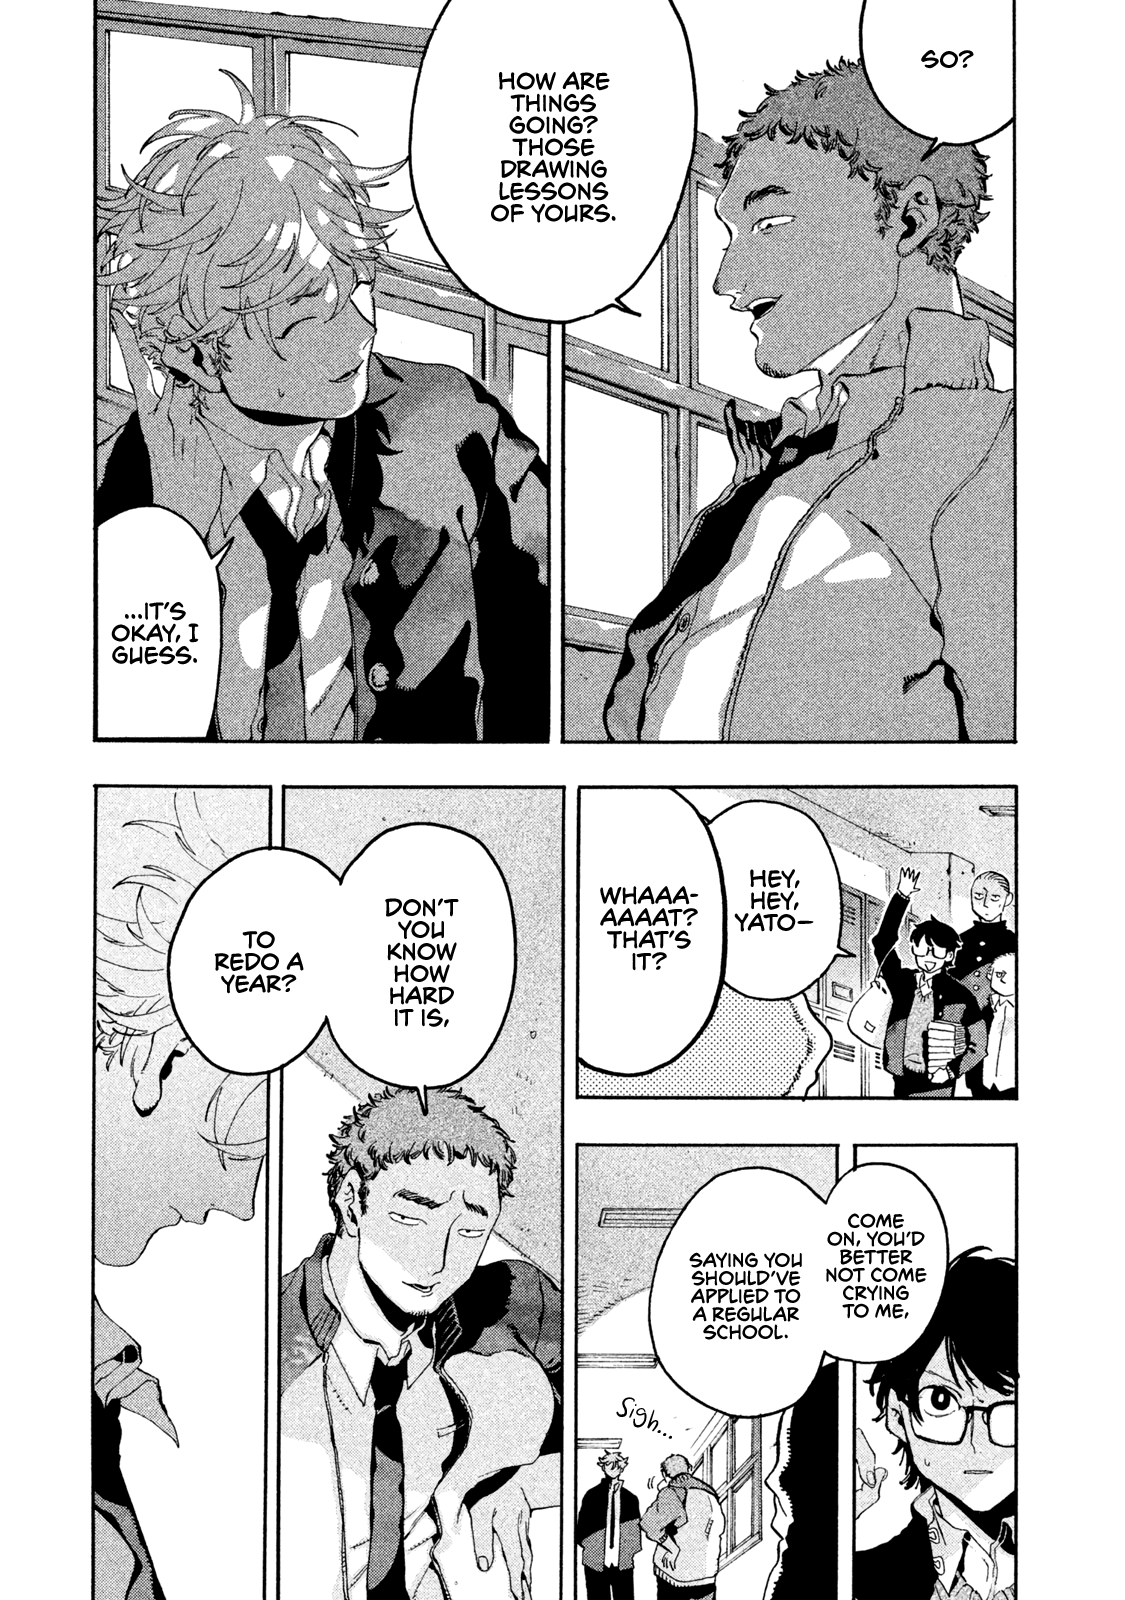 SO?
HOW ARE
THINGS
GOING?
THOSE
DRAWING
LESSONS
OF YOURS.
...IT'S
OKAY, I
GUESS.
HEY,
HEY,
YATO-
WHAAA-
AAAAT?
THAT'S
IT?
DON'T
YOU
KNOW
HOW
HARD
IT IS,
TO
REDO A
YEAR?
COME
ON, YOU'D
BETTER
NOT COME
CRYING
TO ME,
SAYING YOU
SHOULD'VE
APPLIED TO
A REGULAR
SCHOOL.
Sigh...